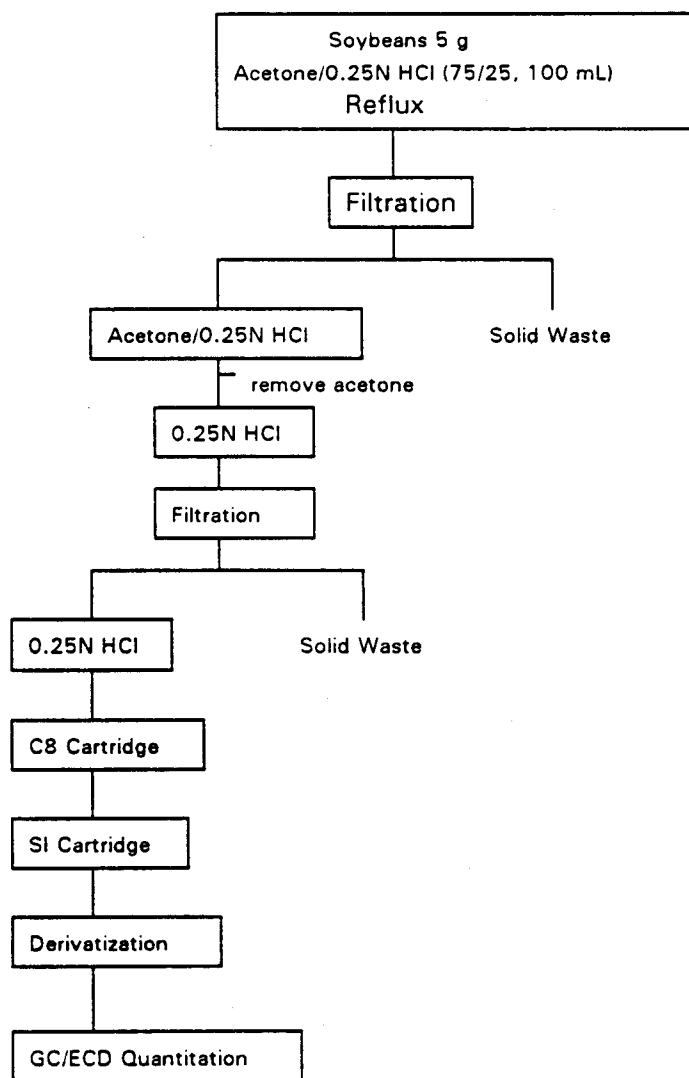 Soybeans 5 g
Acetone/0.25N HCl (75/25, 100 mL)
Reflux
Filtration
Acetone/0.25N HCl
Solid Waste
remove acetone
0.25N HCl
Filtration
0.25N HCl
Solid Waste
C8 Cartridge
SI Cartridge
Derivatization
GC/ECD Quantitation